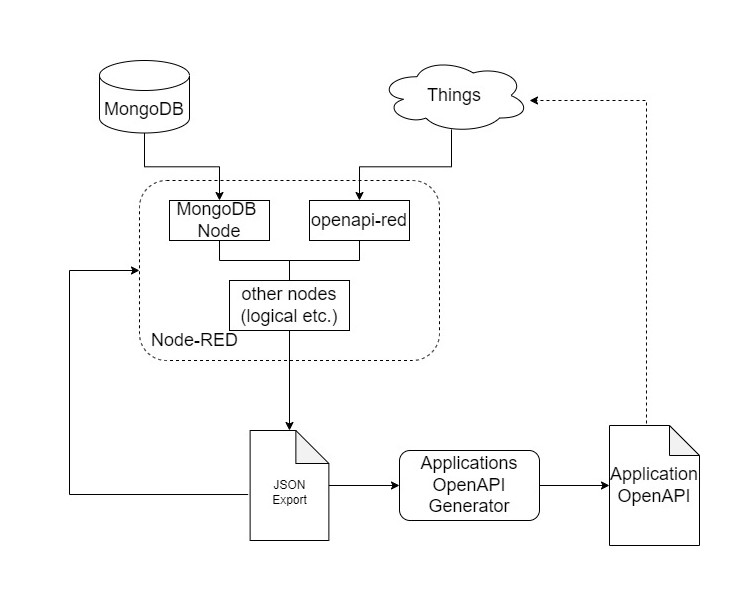 MongoDB
Things
MongoDB
Node
openapi-red
other nodes
(logical etc.)
Node-RED
JSON
Export
Applications
OpenAPI
Generator
Application
OpenAPI